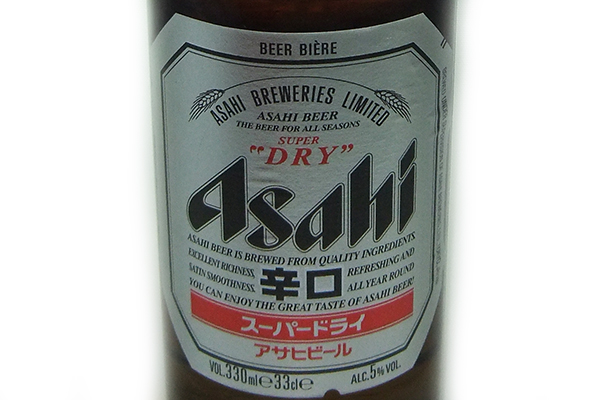 BEER BIÈRE
ASAHI BREWERIES LIMITED
ASAHI BEER
THE BEER FOR ALL SEASONS
SUPER
"DRY"
Asahi
ASAHI BEER IS BREWED FROM QUALITY INGREDIENTS
EXCELLENT RICHNESS, REFRESHING AND
SATIN SMOOTHNESS. 辛口 ALL YEAR ROUND
YOU CAN ENJOY THE GREAT TASTE OF ASAHI BEER!
スーパードライ
アサヒビール
VOL.330ml℮33cl℮ ALC.5% VOL.